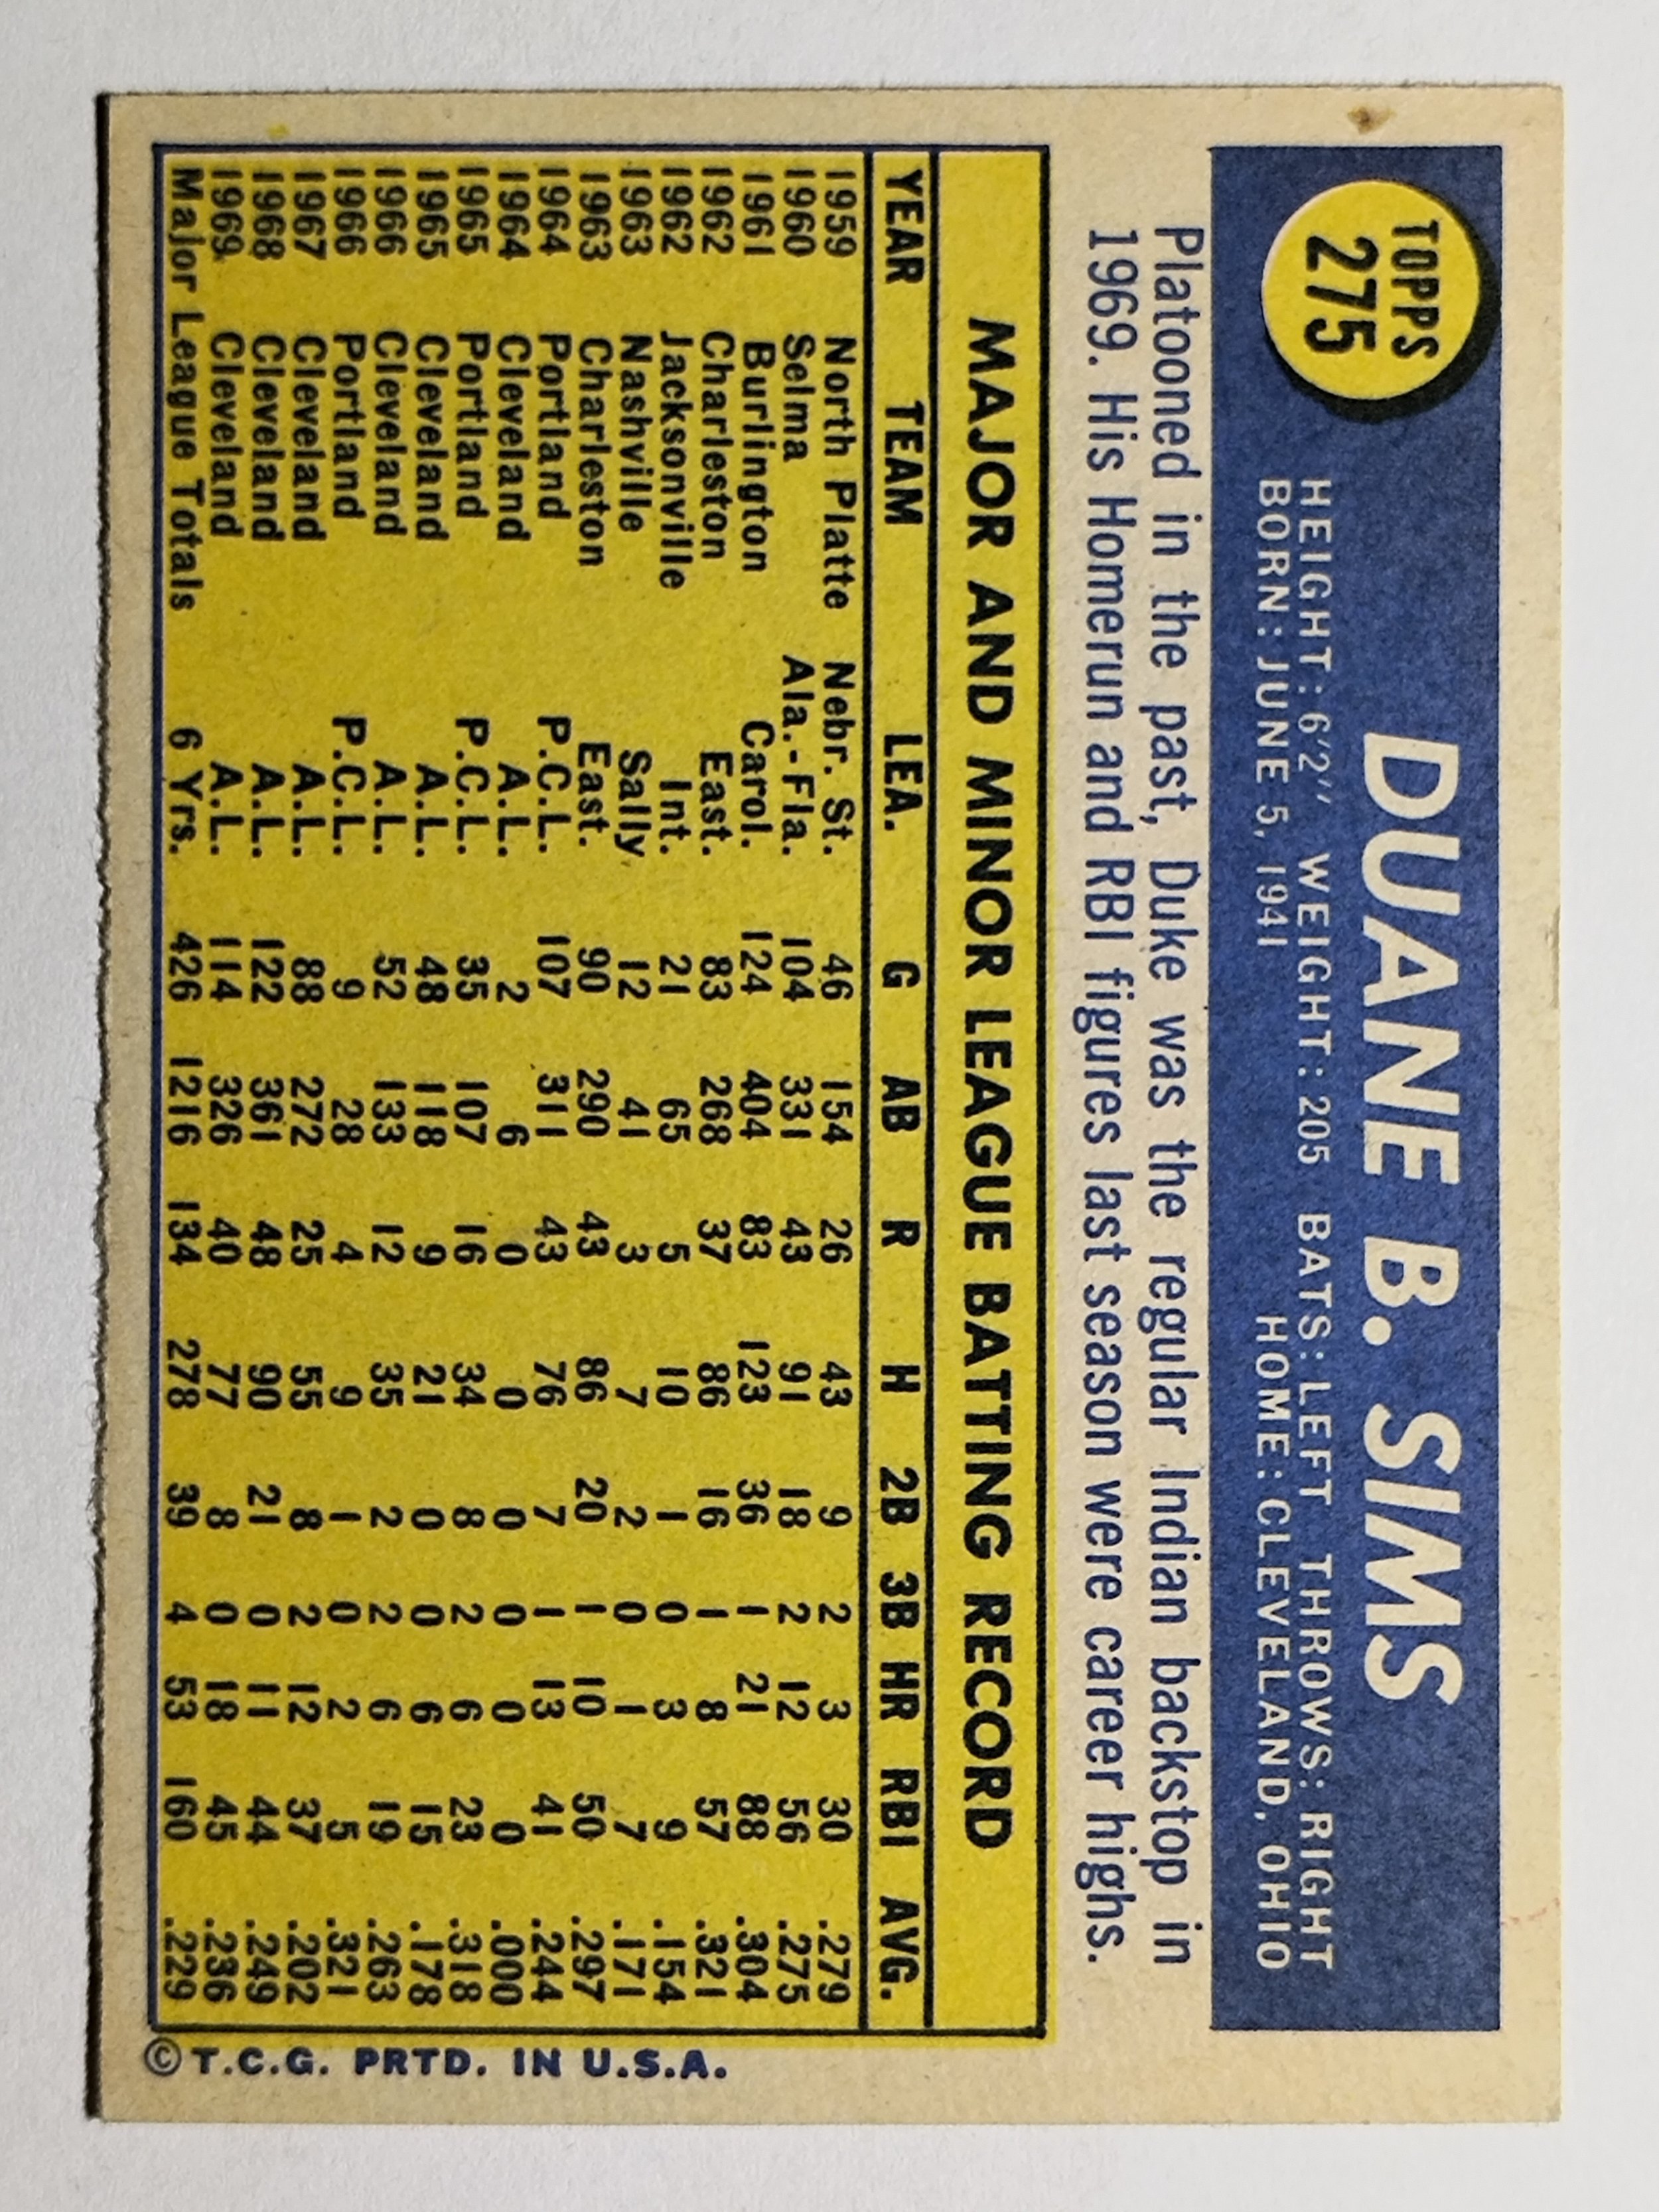 TOPPS
275
DUANE B. SIMS
HEIGHT: 6'2" WEIGHT: 205 BATS: LEFT THROWS: RIGHT
BORN: JUNE 5, 1941 HOME: CLEVELAND, OHIO
Platooned in the past, Duke was the regular Indian backstop in
1969. His Homerun and RBI figures last season were career highs.
MAJOR AND MINOR LEAGUE BATTING RECORD
YEAR TEAM LEA. G AB R H 2B 3B HR RBI AVG.
1959 North Platte Nebr. St. 46 154 26 43 9 2 3 30 .279
1960 Selma Ala.-Fla. 104 331 43 91 18 2 12 56 .275
1961 Burlington Carol. 124 404 83 123 36 1 21 88 .304
1962 Charleston East. 83 268 37 86 16 1 8 57 .321
1962 Jacksonville Int. 21 65 5 10 1 0 3 9 .154
1963 Nashville Sally 12 41 3 7 2 0 1 7 .171
1963 Charleston East. 90 290 43 86 20 1 10 50 .297
1964 Portland P.C.L. 107 311 43 76 7 1 13 41 .244
1964 Cleveland A.L. 2 6 0 0 0 0 0 0 .000
1965 Portland P.C.L. 35 107 16 34 8 2 6 23 .318
1965 Cleveland A.L. 48 118 9 21 0 0 6 15 .178
1966 Cleveland A.L. 52 133 12 35 2 2 6 19 .263
1966 Portland P.C.L. 9 28 4 9 1 0 2 5 .321
1967 Cleveland A.L. 88 272 25 55 8 2 12 37 .202
1968 Cleveland A.L. 122 361 48 90 21 0 11 44 .249
1969 Cleveland A.L. 114 326 40 77 8 0 18 45 .236
Major League Totals 6 Yrs. 426 1216 134 278 39 4 53 160 .229
© T.C.G. PRTD. IN U.S.A.